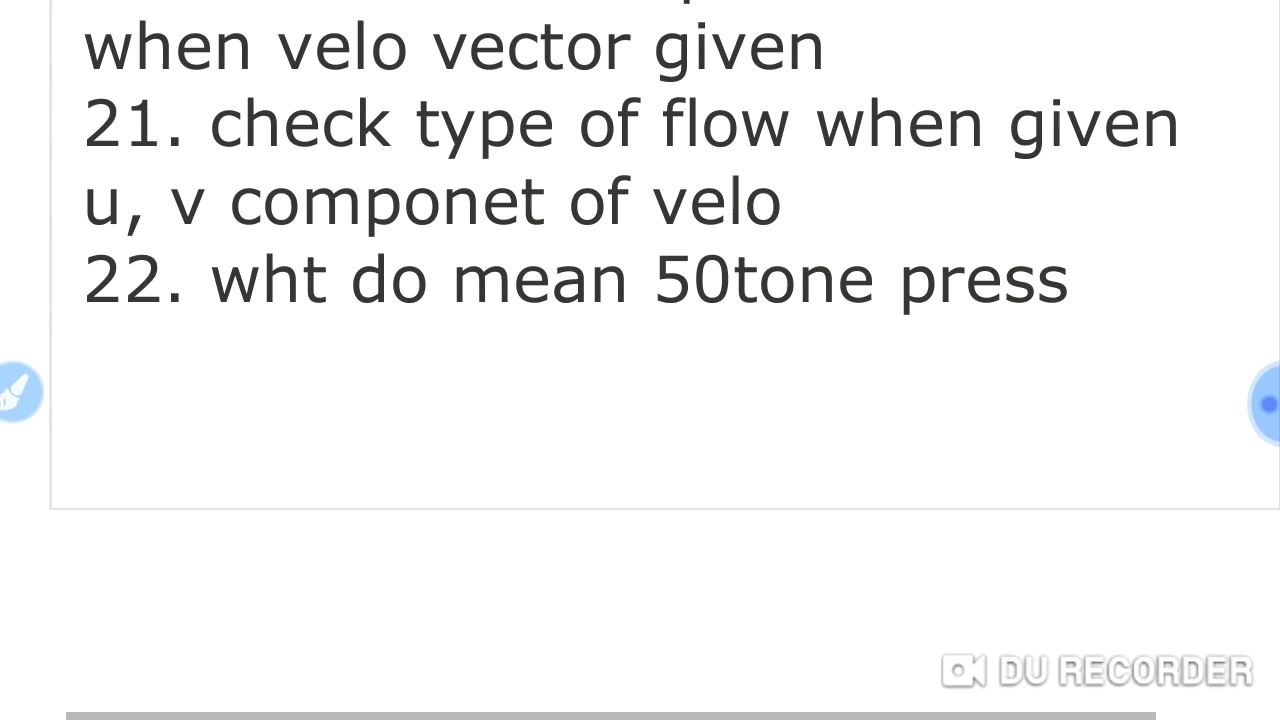 when velo vector given
21. check type of flow when given
u, v componet of velo
22. wht do mean 50tone press
DU RECORDER